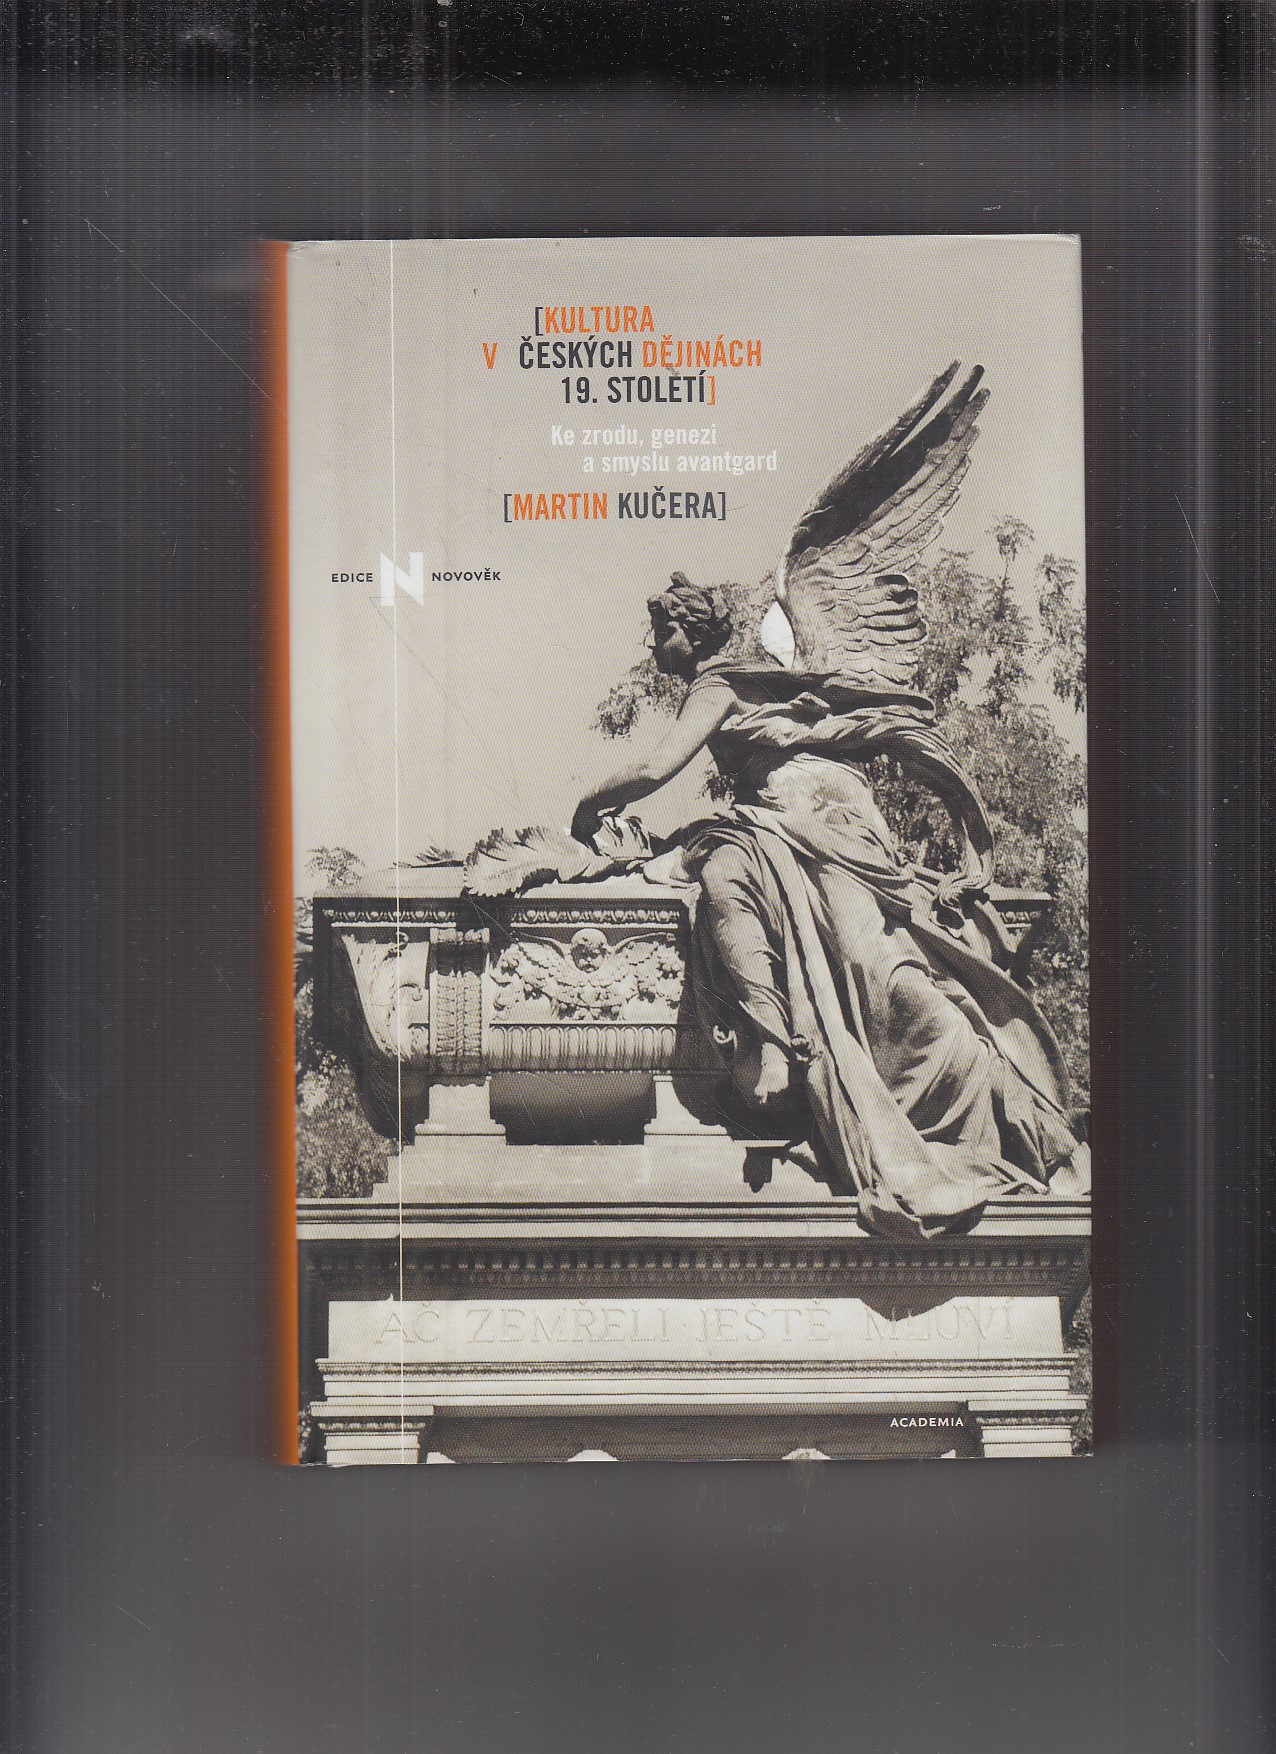 [KULTURA
V ČESKÝCH DĚJINÁCH
19. STOLETÍ]
Ke zrodu, genezi
a smyslu avantgard
[MARTIN KUČERA]
EDICE N NOVOVĚK
AČ ZEMŘELI · JEŠTĚ MLUVÍ
ACADEMIA